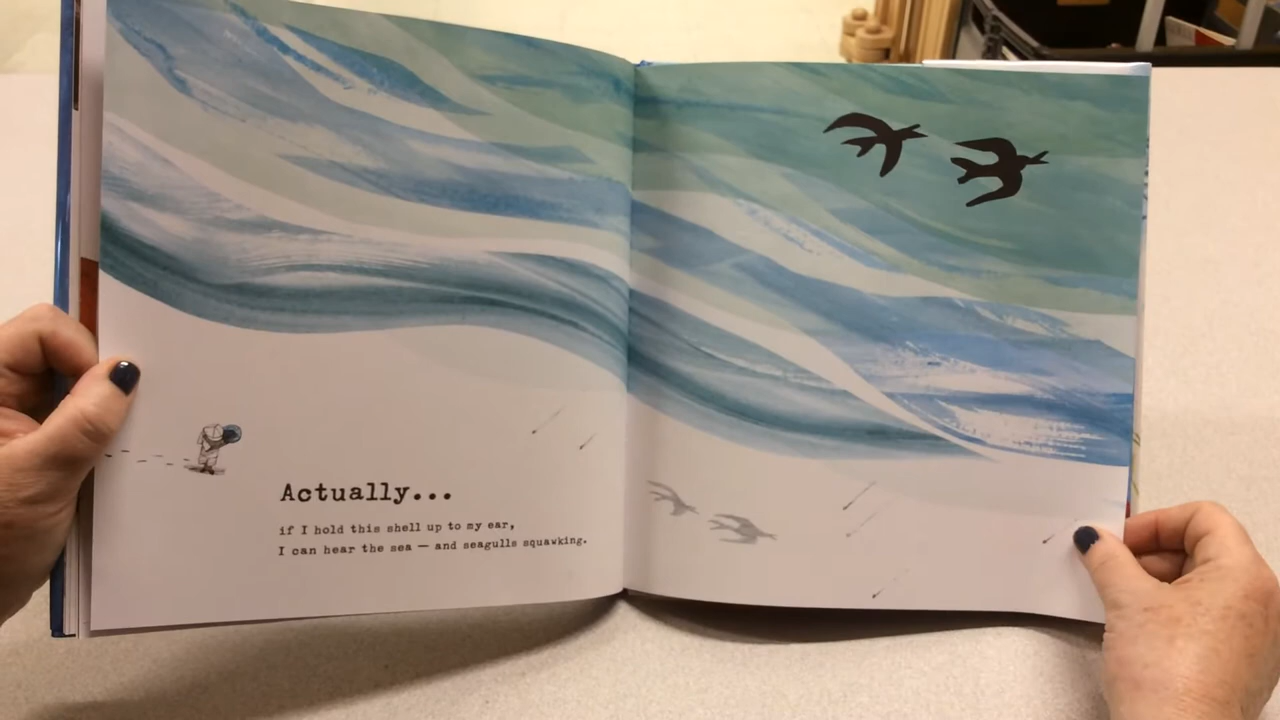 Actually...
if I hold this shell up to my ear,
I can hear the sea — and seagulls squawking.